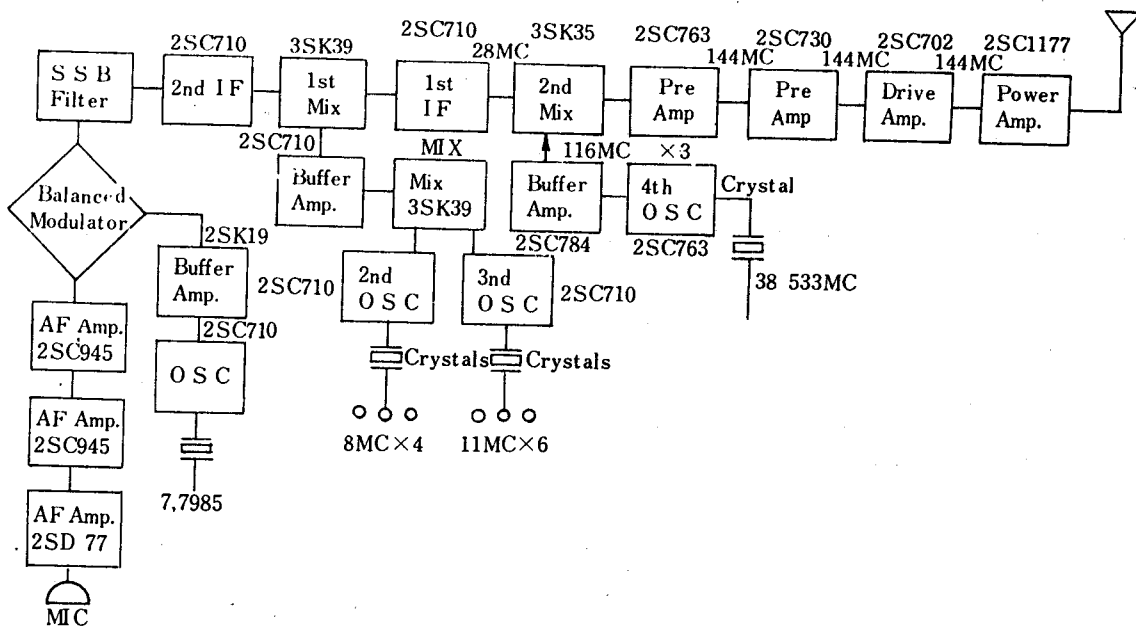 2SC710
3SK39
2SC710
28MC
3SK35
2SC763
144MC
2SC730
144MC
2SC702
144MC
2SC1177
SSB
Filter
2nd IF
1st
Mix
1st
IF
2nd
Mix
Pre
Amp
Pre
Amp
Drive
Amp.
Power
Amp.
2SC710
MIX
116MC
×3
Balanced
Modulator
Buffer
Amp.
Mix
3SK39
Buffer
Amp.
4th
OSC
Crystal
2SK19
2SC784
2SC763
Buffer
Amp.
2SC710
2nd
OSC
3nd
OSC
2SC710
38 533MC
AF Amp.
2SC945
2SC710
OSC
Crystals
Crystals
AF Amp.
2SC945
8MC×4
11MC×6
7,7985
AF Amp.
2SD 77
MIC